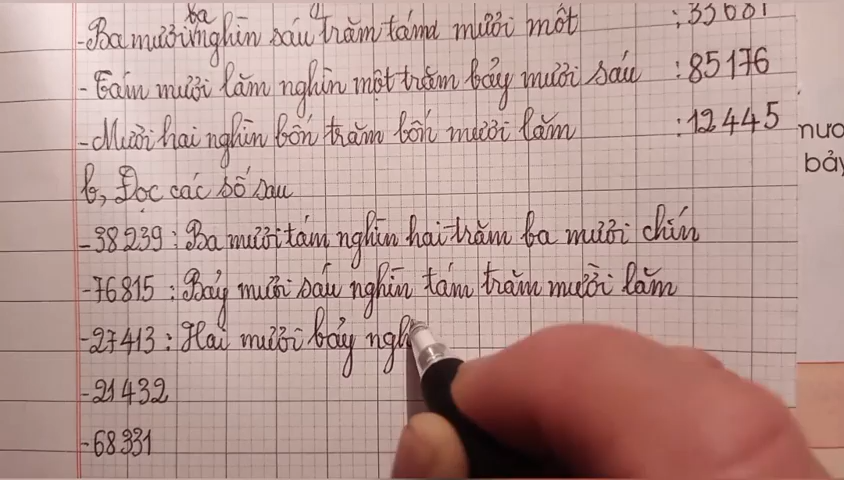 -Ba mươi ba nghìn sáu trăm tám mươi mốt : 33681
-Tám mươi lăm nghìn một trăm bảy mươi sáu : 85176
-Mười hai nghìn bốn trăm bốn mươi lăm : 12445
b, Đọc các số sau
-38239 : Ba mươi tám nghìn hai trăm ba mươi chín
-76815 : Bảy mươi sáu nghìn tám trăm mười lăm
-27413 : Hai mươi bảy ngh
-21432
-68331
bảy